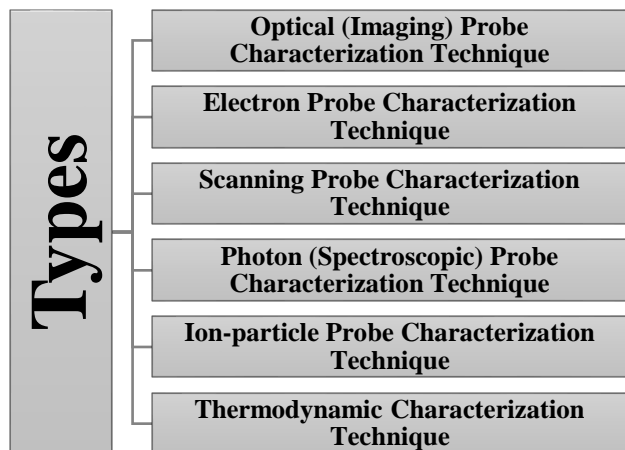 Types
Optical (Imaging) Probe
Characterization Technique
Electron Probe Characterization
Technique
Scanning Probe Characterization
Technique
Photon (Spectroscopic) Probe
Characterization Technique
Ion-particle Probe Characterization
Technique
Thermodynamic Characterization
Technique